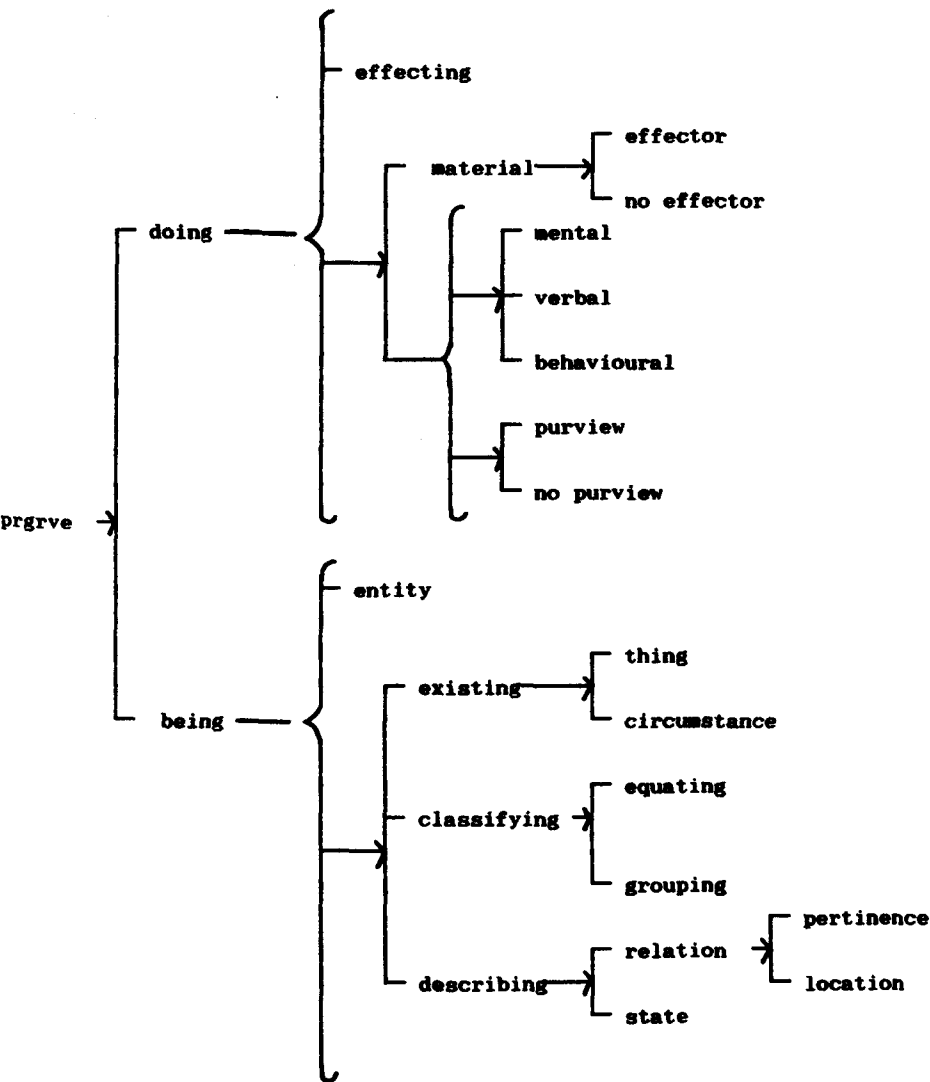 effecting
effector
material
no effector
doing
mental
verbal
behavioural
purview
no purview
prgrve
entity
thing
existing
being
circumstance
equating
classifying
grouping
pertinence
relation
describing
location
state